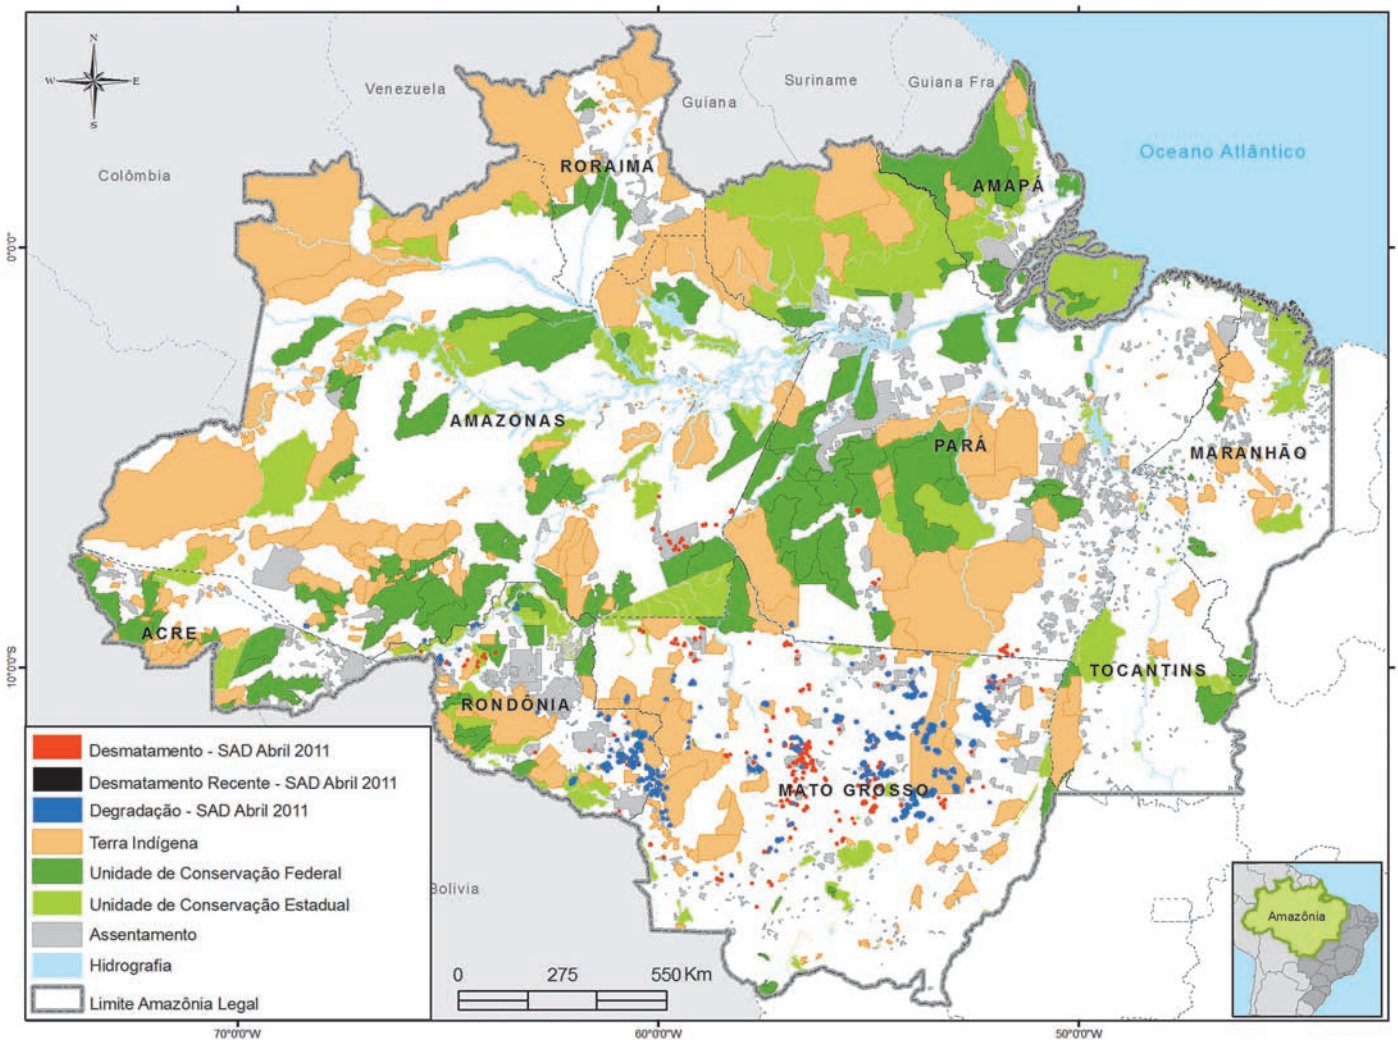 N
W
E
S
Venezuela
Suriname
Guiana Fra
Guiana
Colômbia
Oceano Atlântico
RORAIMA
AMAPÁ
0°0'0"
AMAZONAS
PARÁ
MARANHÃO
ACRE
10°0'0"S
TOCANTINS
RONDÔNIA
MATO GROSSO
Bolivia
Desmatamento - SAD Abril 2011
Desmatamento Recente - SAD Abril 2011
Degradação - SAD Abril 2011
Terra Indígena
Unidade de Conservação Federal
Unidade de Conservação Estadual
Assentamento
Hidrografia
Limite Amazônia Legal
0 275 550 Km
Amazônia
70°0'0"W 60°0'0"W 50°0'0"W